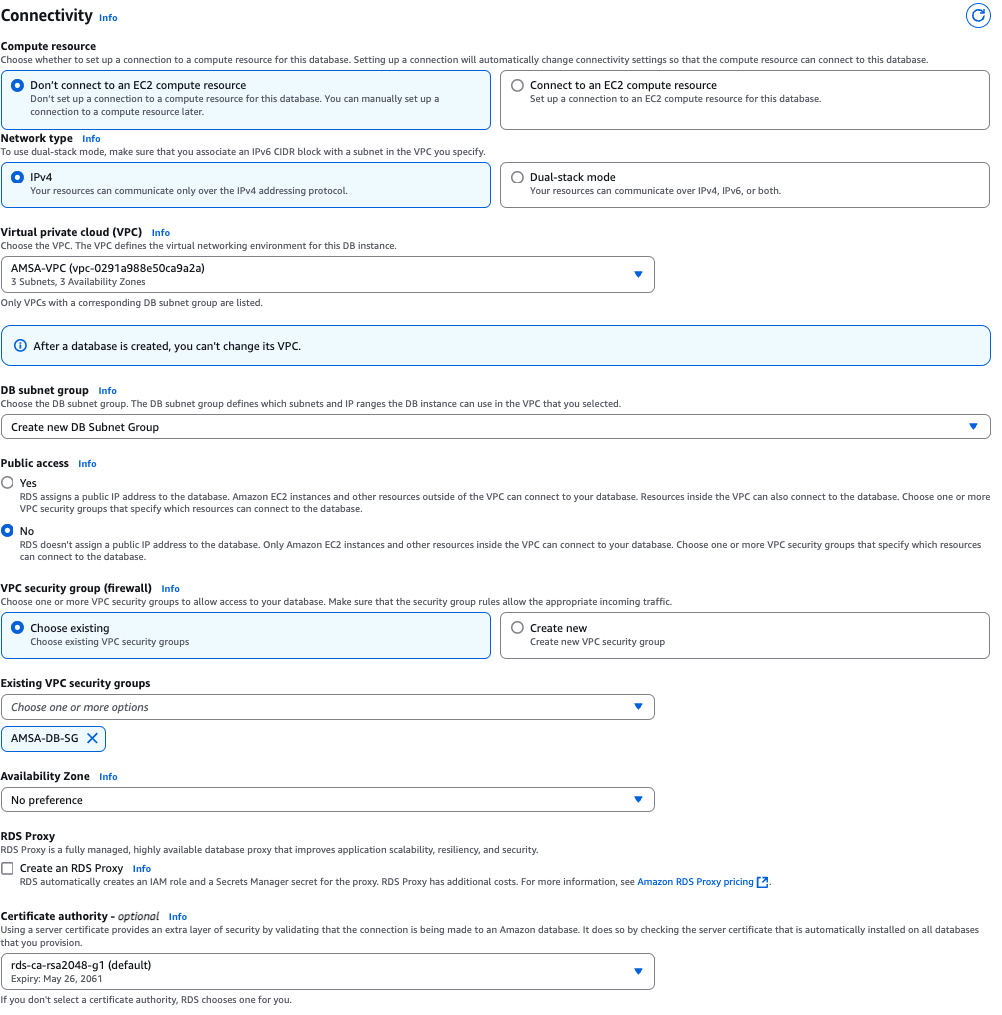 Connectivity Info
Compute resource
Choose whether to set up a connection to a compute resource for this database. Setting up a connection will automatically change connectivity settings so that the compute resource can connect to this database.
Don't connect to an EC2 compute resource
Don't set up a connection to a compute resource for this database. You can manually set up a
connection to a compute resource later.
Connect to an EC2 compute resource
Set up a connection to an EC2 compute resource for this database.
Network type Info
To use dual-stack mode, make sure that you associate an IPv6 CIDR block with a subnet in the VPC you specify.
IPv4
Your resources can communicate only over the IPv4 addressing protocol.
Dual-stack mode
Your resources can communicate over IPv4, IPv6, or both.
Virtual private cloud (VPC) Info
Choose the VPC. The VPC defines the virtual networking environment for this DB instance.
AMSA-VPC (vpc-0291a988e50ca9a2a)
3 Subnets, 3 Availability Zones
Only VPCs with a corresponding DB subnet group are listed.
After a database is created, you can't change its VPC.
DB subnet group Info
Choose the DB subnet group. The DB subnet group defines which subnets and IP ranges the DB instance can use in the VPC that you selected.
Create new DB Subnet Group
Public access Info
Yes
RDS assigns a public IP address to the database. Amazon EC2 instances and other resources outside of the VPC can connect to your database. Resources inside the VPC can also connect to the database. Choose one or more
VPC security groups that specify which resources can connect to the database.
No
RDS doesn't assign a public IP address to the database. Only Amazon EC2 instances and other resources inside the VPC can connect to your database. Choose one or more VPC security groups that specify which resources
can connect to the database.
VPC security group (firewall) Info
Choose one or more VPC security groups to allow access to your database. Make sure that the security group rules allow the appropriate incoming traffic.
Choose existing
Choose existing VPC security groups
Create new
Create new VPC security group
Existing VPC security groups
Choose one or more options
AMSA-DB-SG
Availability Zone Info
No preference
RDS Proxy
RDS Proxy is a fully managed, highly available database proxy that improves application scalability, resiliency, and security.
Create an RDS Proxy Info
RDS automatically creates an IAM role and a Secrets Manager secret for the proxy. RDS Proxy has additional costs. For more information, see Amazon RDS Proxy pricing.
Certificate authority - optional Info
Using a server certificate provides an extra layer of security by validating that the connection is being made to an Amazon database. It does so by checking the server certificate that is automatically installed on all databases
that you provision.
rds-ca-rsa2048-g1 (default)
Expiry: May 26, 2061
If you don't select a certificate authority, RDS chooses one for you.